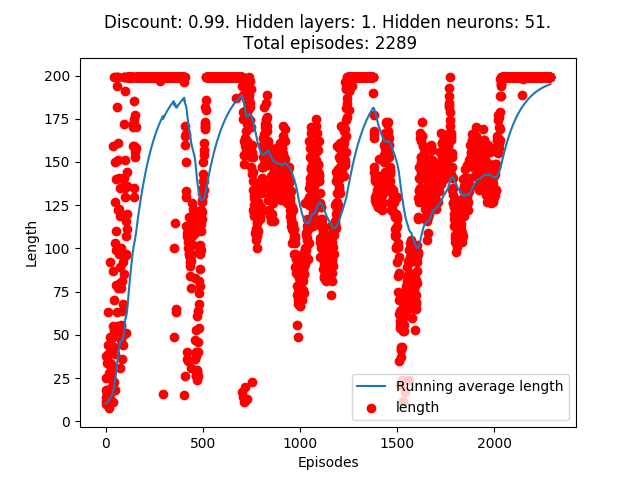 Discount: 0.99. Hidden layers: 1. Hidden neurons: 51.
Total episodes: 2289
200
175
150
125
100
75
50
25
0
Length
0
500
1000
1500
2000
Episodes
Running average length
length